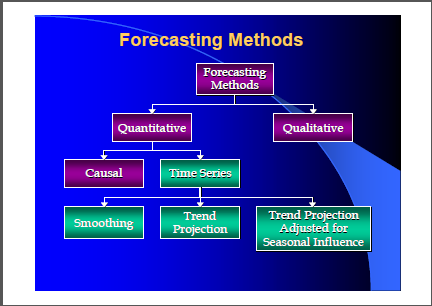 Forecasting Methods
Forecasting
Methods
Quantitative
Qualitative
Causal
Time Series
Smoothing
Trend
Projection
Trend Projection
Adjusted for
Seasonal Influence